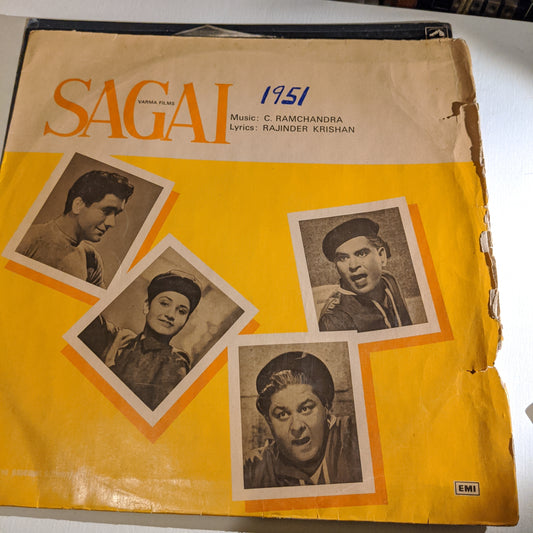 SAGAI
VARMA FILMS
1951
Music: C. RAMCHANDRA
Lyrics: RAJINDER KRISHAN
EMI